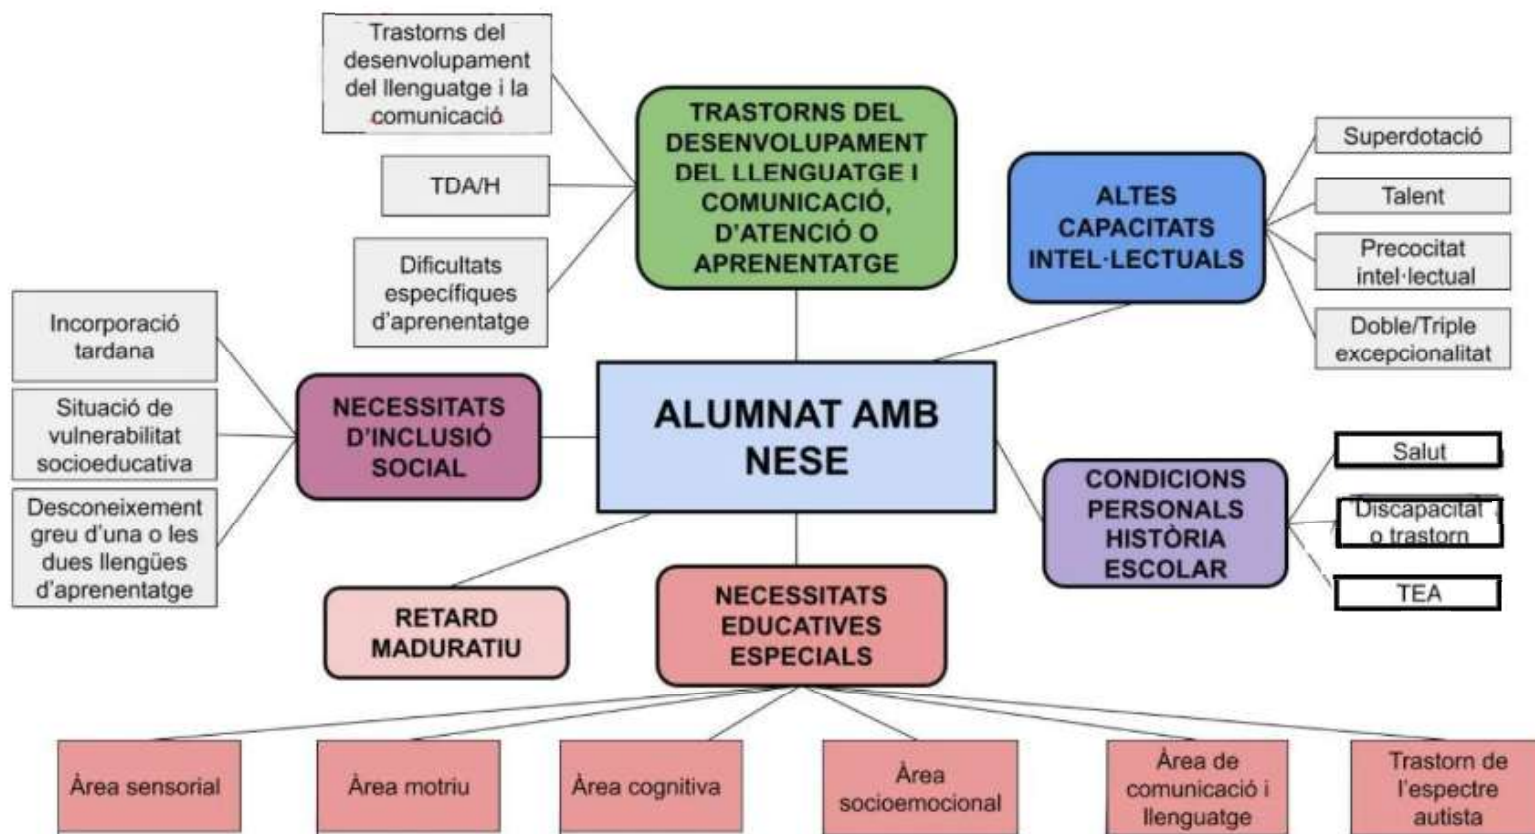 Trastorns del
desenvolupament
del llenguatge i la
comunicació
TDA/H
Dificultats
específiques
d'aprenentatge
TRASTORNS DEL
DESENVOLUPAMENT
DEL LLENGUATGE I
COMUNICACIÓ,
D'ATENCIÓ O
APRENENTATGE
ALTES
CAPACITATS
INTEL·LECTUALS
Superdotació
Talent
Precocitat
intel·lectual
Doble/Triple
excepcionalitat
Incorporació
tardana
Situació de
vulnerabilitat
socioeducativa
Desconeixement
greu d'una o les
dues llengües
d'aprenentatge
NECESSITATS
D'INCLUSIÓ
SOCIAL
ALUMNAT AMB
NESE
CONDICIONS
PERSONALS
HISTÒRIA
ESCOLAR
Salut
Discapacitat
o trastorn
TEA
RETARD
MADURATIU
NECESSITATS
EDUCATIVES
ESPECIALS
Àrea sensorial
Àrea motriu
Àrea cognitiva
Àrea
socioemocional
Àrea de
comunicació i
llenguatge
Trastorn de
l'espectre
autista